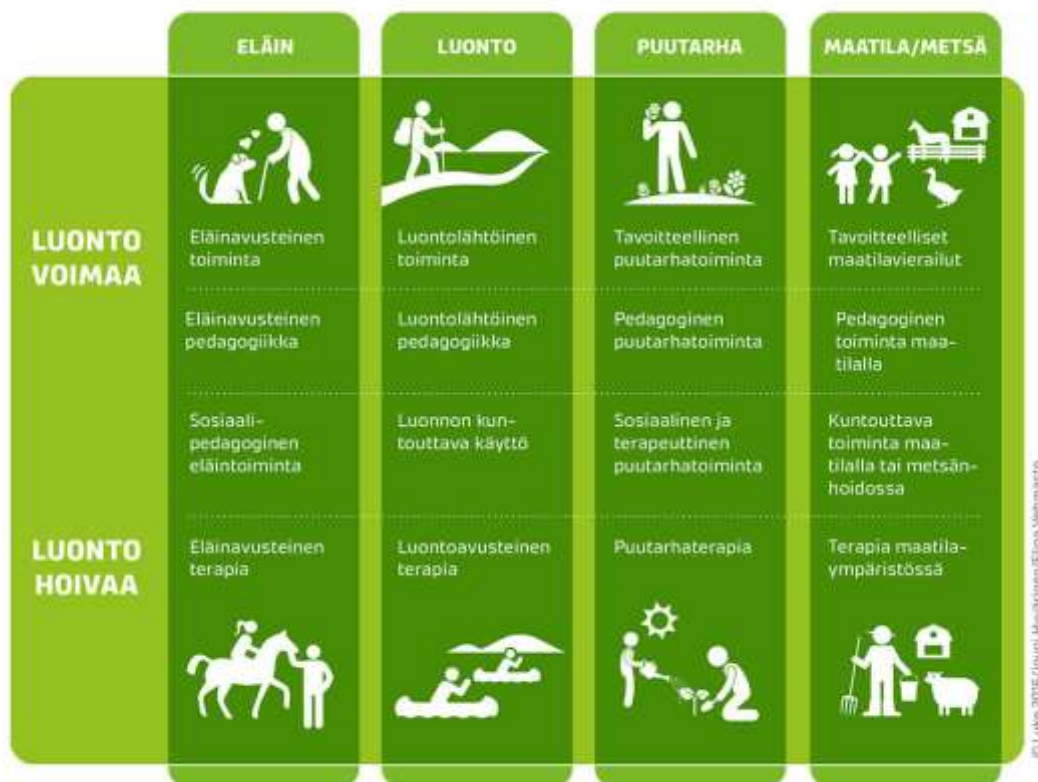 ELÄIN
LUONTO
PUUTARHA
MAATILA/METSÄ
LUONTO
VOIMAA
Eläinavusteinen
toiminta
Luontolähtöinen
toiminta
Tavoitteellinen
puutarhatoiminta
Tavoitteelliset
maatilavierailut
Eläinavusteinen
pedagogiikka
Luontolähtöinen
pedagogiikka
Pedagoginen
puutarhatoiminta
Pedagoginen
toiminta maa-
tilalla
Sosiaali-
pedagoginen
eläintoiminta
Luonnon kun-
touttava käyttö
Sosiaalinen ja
terapeuttinen
puutarhatoiminta
Kuntouttava
toiminta maa-
tilalla tai metsän-
hoidossa
LUONTO
HOIVAA
Eläinavusteinen
terapia
Luontoavusteinen
terapia
Puutarhaterapia
Terapia maatila-
ympäristössä
© Luke 2016